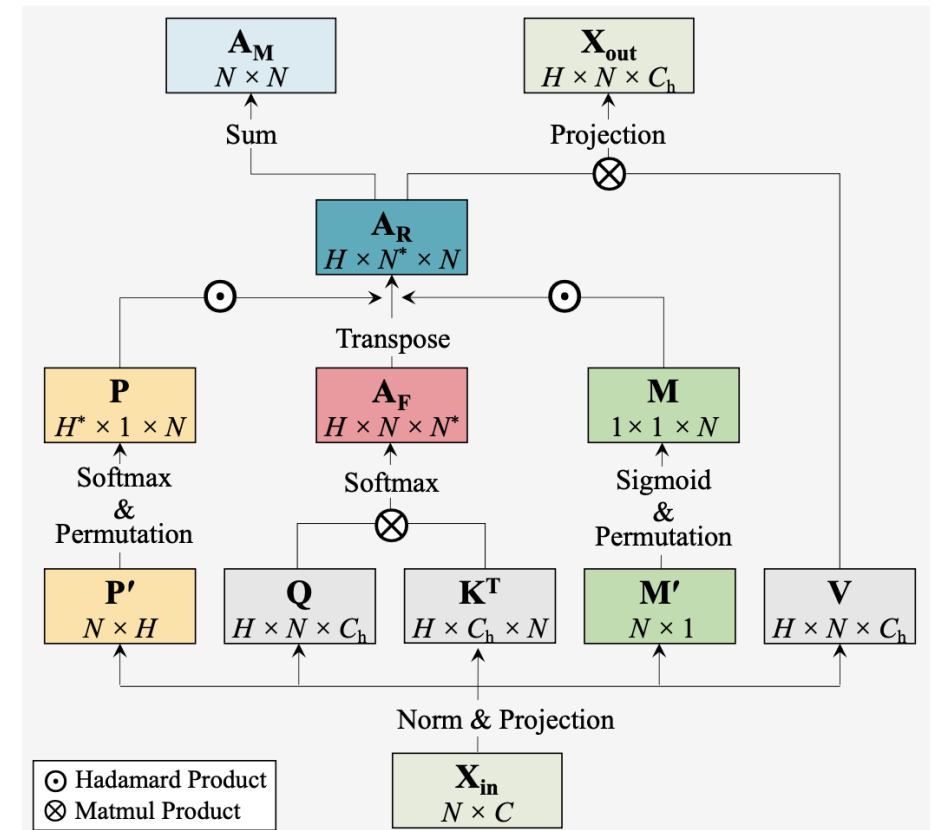 A_M
N × N
X_out
H × N × C_h
Sum
Projection
A_R
H × N* × N
Transpose
P
H* × 1 × N
A_F
H × N × N*
M
1 × 1 × N
Softmax
&
Permutation
Softmax
Sigmoid
&
Permutation
P′
N × H
Q
H × N × C_h
K^T
H × C_h × N
M′
N × 1
V
H × N × C_h
Norm & Projection
X_in
N × C
⊙ Hadamard Product
⊗ Matmul Product